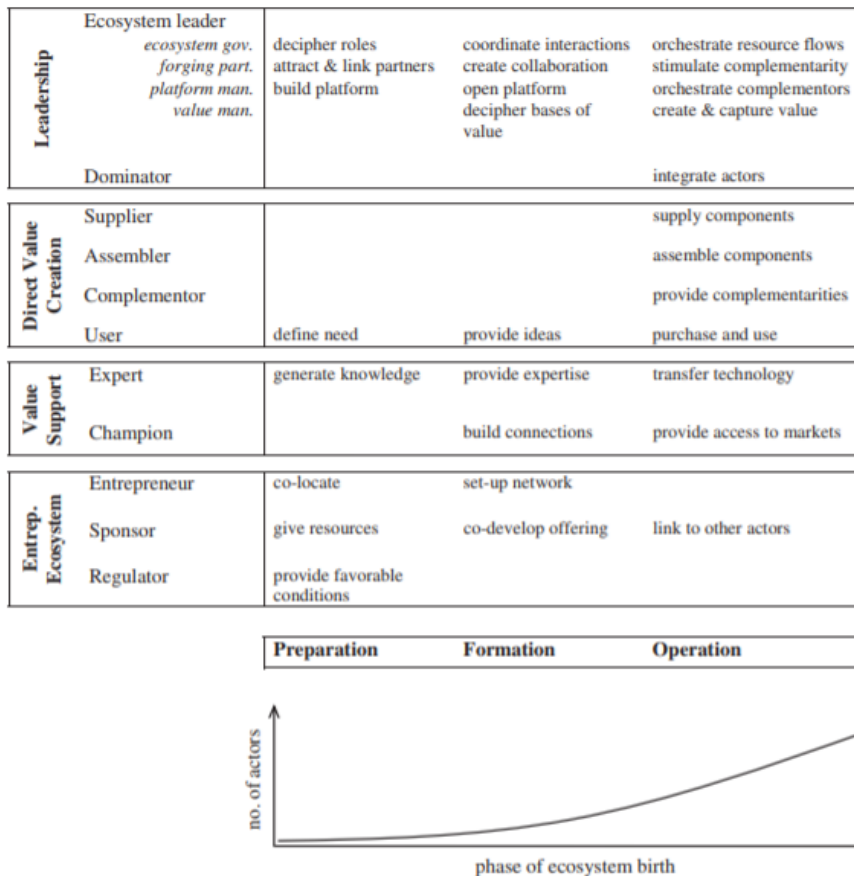 Leadership
Ecosystem leader
ecosystem gov. decipher roles coordinate interactions orchestrate resource flows
forging part. attract & link partners create collaboration stimulate complementarity
platform man. build platform open platform orchestrate complementors
value man. decipher bases of create & capture value
value
Dominator integrate actors
Direct Value
Creation
Supplier supply components
Assembler assemble components
Complementor provide complementarities
User define need provide ideas purchase and use
Value
Support
Expert generate knowledge provide expertise transfer technology
Champion build connections provide access to markets
Entrep.
Ecosystem
Entrepreneur co-locate set-up network
Sponsor give resources co-develop offering link to other actors
Regulator provide favorable
conditions
Preparation Formation Operation
no. of actors
phase of ecosystem birth